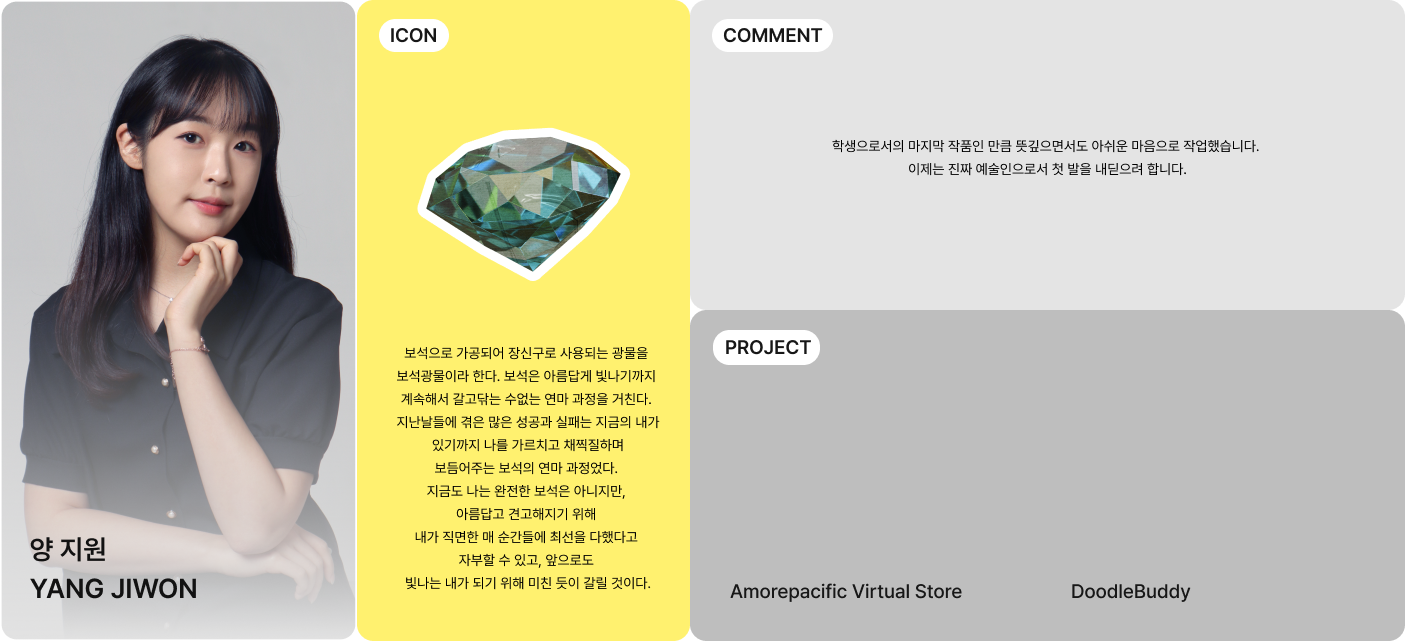 양 지원
YANG JIWON
ICON
보석으로 가공되어 장신구로 사용되는 광물을
보석광물이라 한다. 보석은 아름답게 빛나기까지
계속해서 갈고닦는 수없는 연마 과정을 거친다.
지난날들에 겪은 많은 성공과 실패는 지금의 내가
있기까지 나를 가르치고 채찍질하며
보듬어주는 보석의 연마 과정었다.
지금도 나는 완전한 보석은 아니지만,
아름답고 견고해지기 위해
내가 직면한 매 순간들에 최선을 다했다고
자부할 수 있고, 앞으로도
빛나는 내가 되기 위해 미친 듯이 갈릴 것이다.
COMMENT
학생으로서의 마지막 작품인 만큼 뜻깊으면서도 아쉬운 마음으로 작업했습니다.
이제는 진짜 예술인으로서 첫 발을 내딛으려 합니다.
PROJECT
Amorepacific Virtual Store
DoodleBuddy